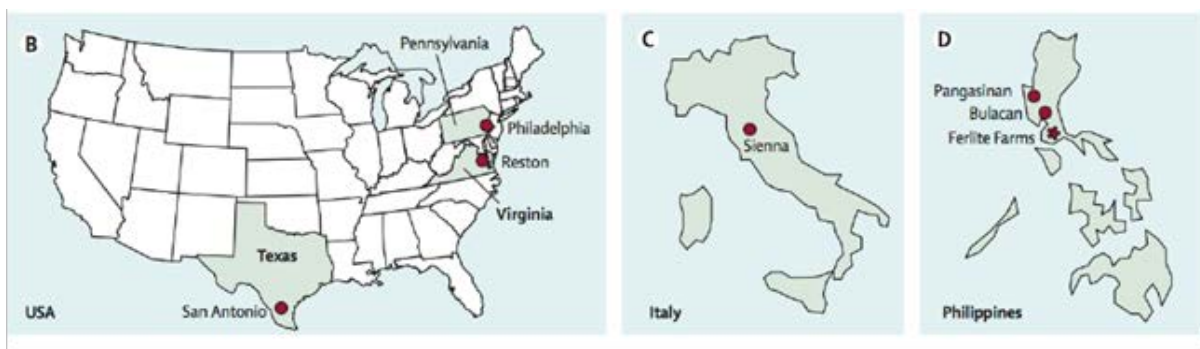 B
Pennsylvania
Philadelphia
Reston
Virginia
Texas
San Antonio
USA
C
Sienna
Italy
D
Pangasinan
Bulacan
Ferlite Farms
Philippines